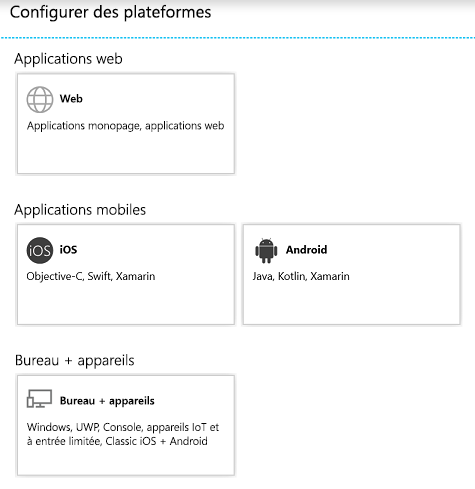 Configurer des plateformes
Applications web
Web
Applications monopage, applications web
Applications mobiles
iOS iOS
Objective-C, Swift, Xamarin
Android
Java, Kotlin, Xamarin
Bureau + appareils
Bureau + appareils
Windows, UWP, Console, appareils IoT et
à entrée limitée, Classic iOS + Android